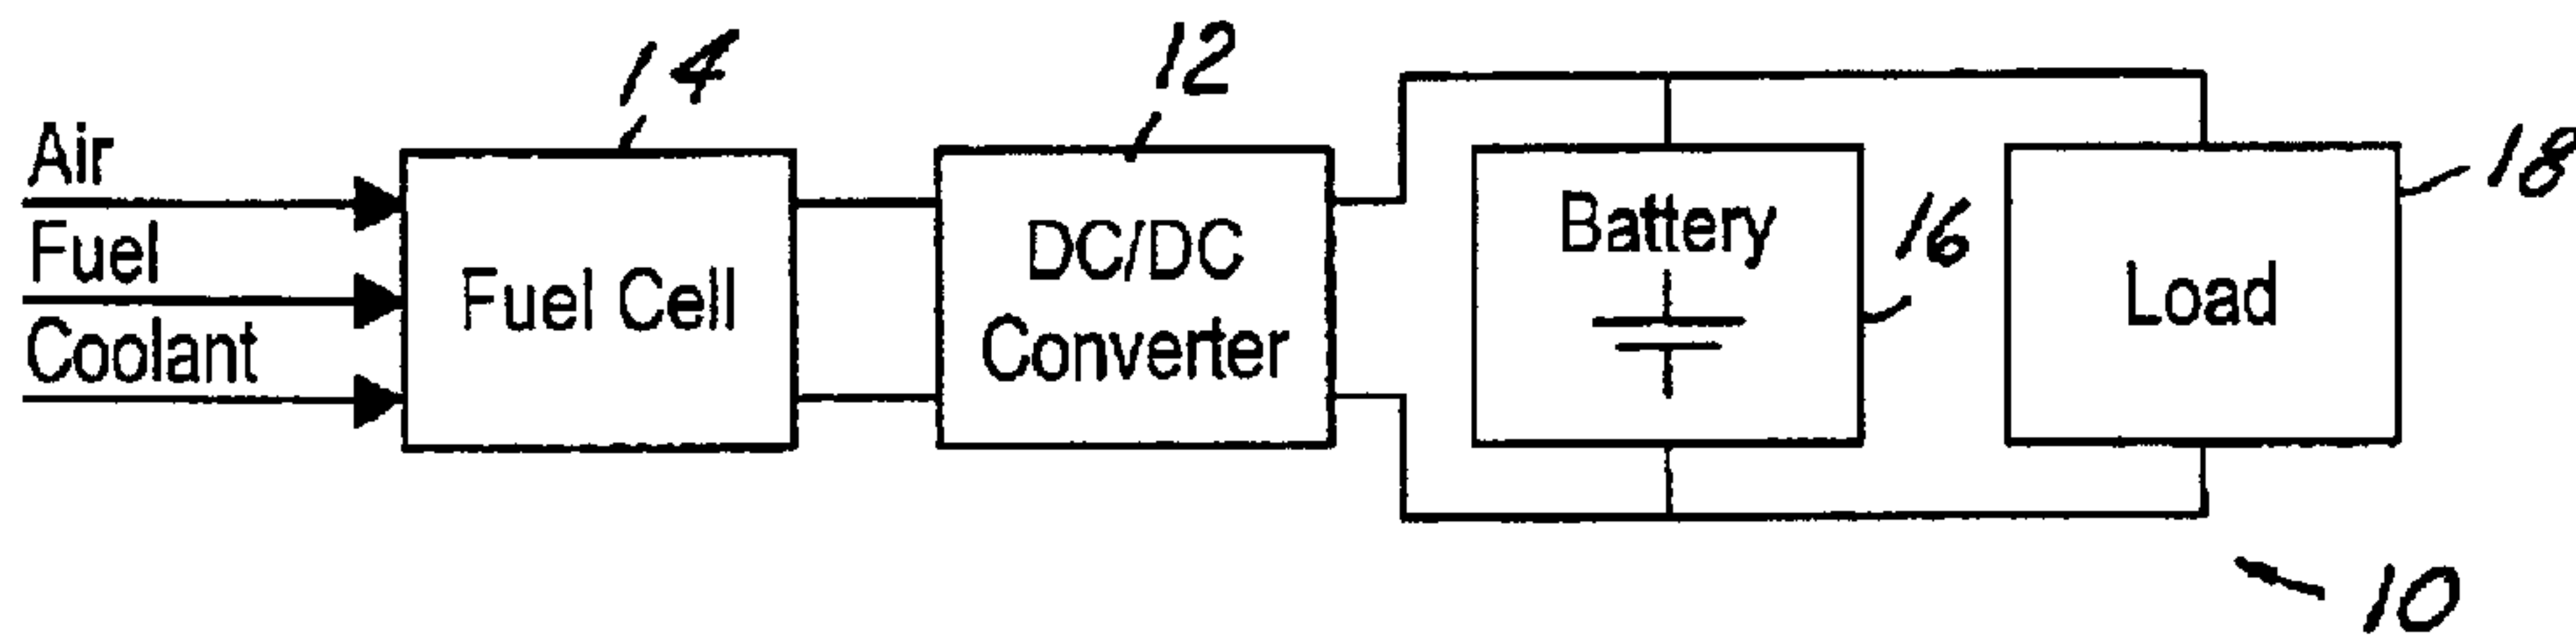 14
12
Air
Fuel
Coolant
Fuel Cell
DC/DC
Converter
Battery
16
Load
18
10